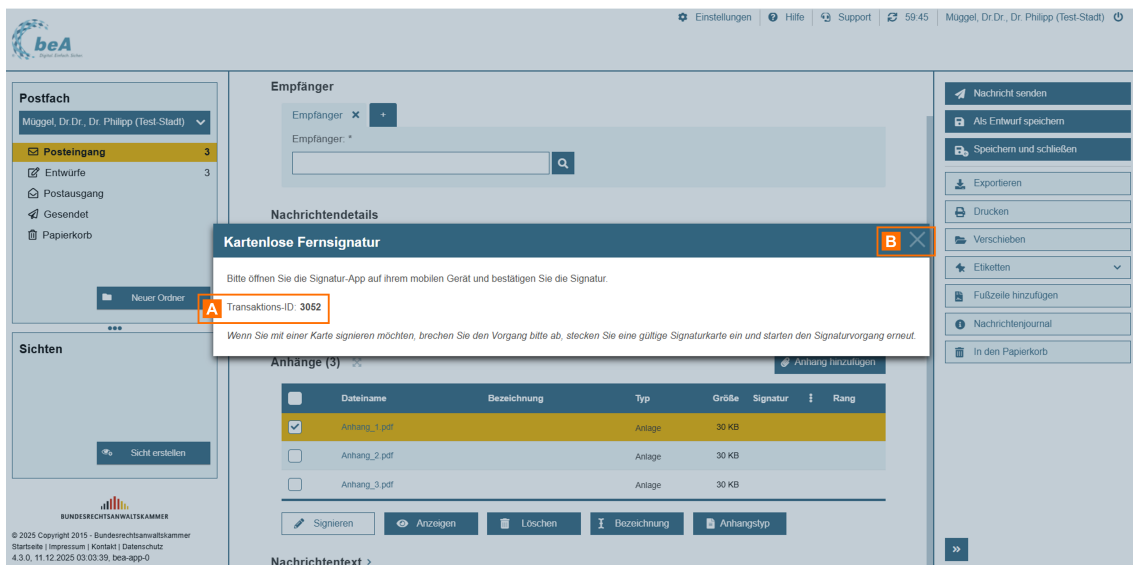 Einstellungen
Hilfe
Support
59:45
Müggel, Dr.Dr., Dr. Philipp (Test-Stadt)
beA
Digital. Einfach. Sicher.
Postfach
Müggel, Dr.Dr., Dr. Philipp (Test-Stadt)
Posteingang 3
Entwürfe 3
Postausgang
Gesendet
Papierkorb
Neuer Ordner
Sichten
Sicht erstellen
BUNDESRECHTSANWALTSKAMMER
© 2025 Copyright 2015 - Bundesrechtsanwaltskammer
Startseite | Impressum | Kontakt | Datenschutz
4.3.0, 11.12.2025 03:03:39, bea-app-0
Empfänger
Empfänger
+
Empfänger: *
Nachrichtendetails
Kartenlose Fernsignatur
B
Bitte öffnen Sie die Signatur-App auf ihrem mobilen Gerät und bestätigen Sie die Signatur.
A
Transaktions-ID: 3052
Wenn Sie mit einer Karte signieren möchten, brechen Sie den Vorgang bitte ab, stecken Sie eine gültige Signaturkarte ein und starten den Signaturvorgang erneut.
Anhänge (3)
Anhang hinzufügen
Dateiname Bezeichnung Typ Größe Signatur Rang
Anhang_1.pdf Anlage 30 KB
Anhang_2.pdf Anlage 30 KB
Anhang_3.pdf Anlage 30 KB
Signieren
Anzeigen
Löschen
Bezeichnung
Anhangstyp
Nachrichtentext
Nachricht senden
Als Entwurf speichern
Speichern und schließen
Exportieren
Drucken
Verschieben
Etiketten
Fußzeile hinzufügen
Nachrichtenjournal
In den Papierkorb